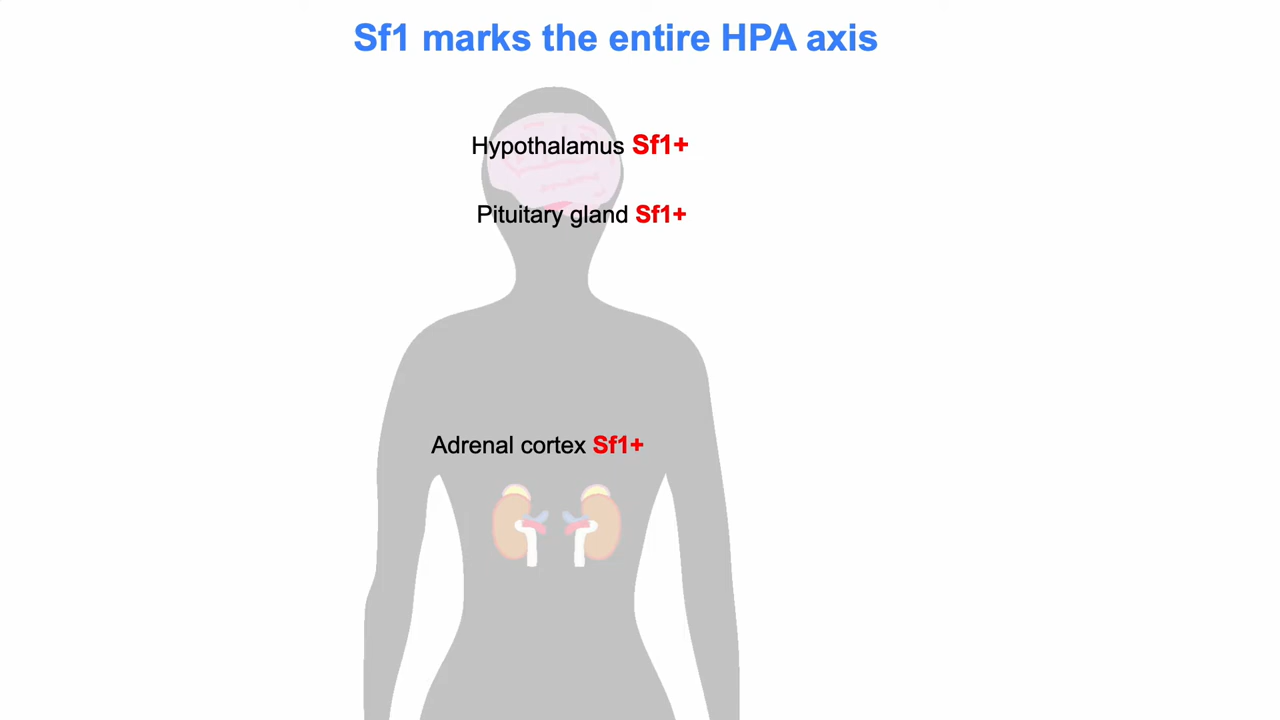 Sf1 marks the entire HPA axis
Hypothalamus Sf1+
Pituitary gland Sf1+
Adrenal cortex Sf1+